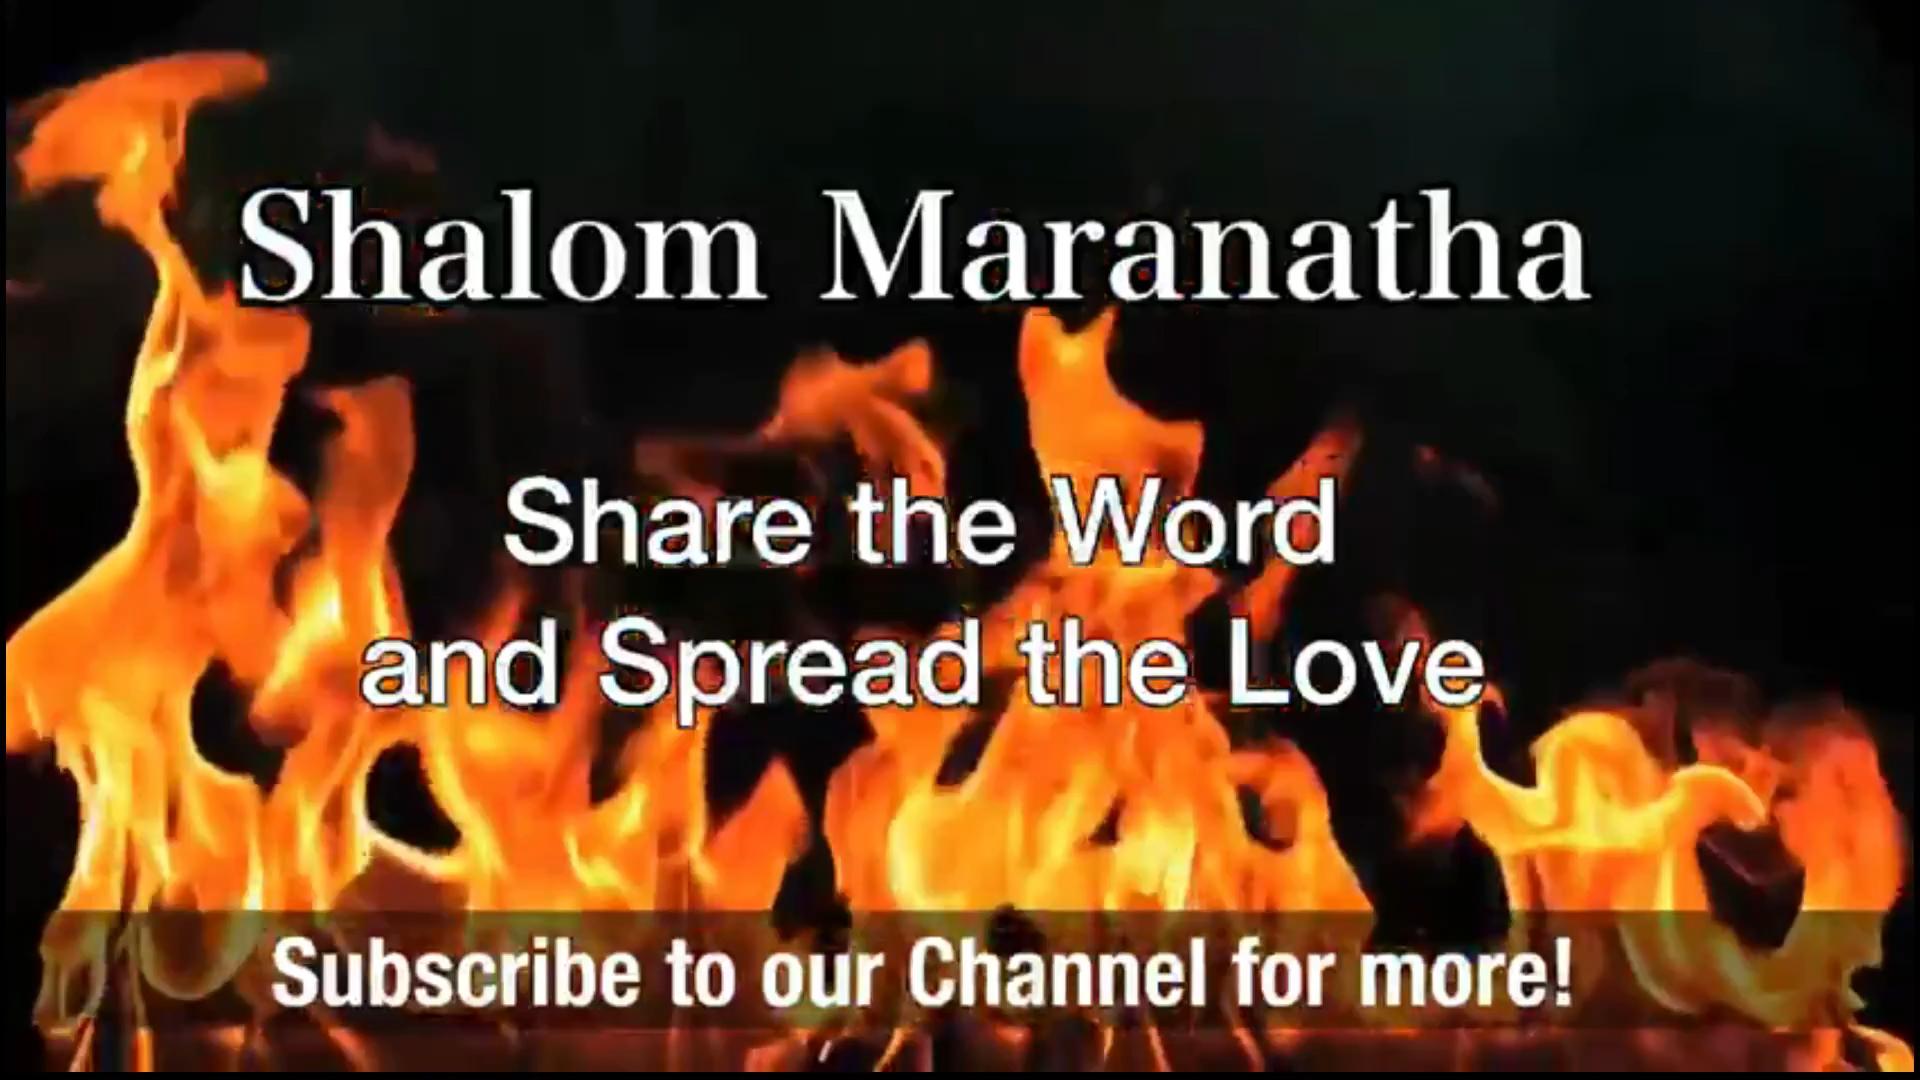 Shalom Maranatha
Share the Word
and Spread the Love
Subscribe to our Channel for more!